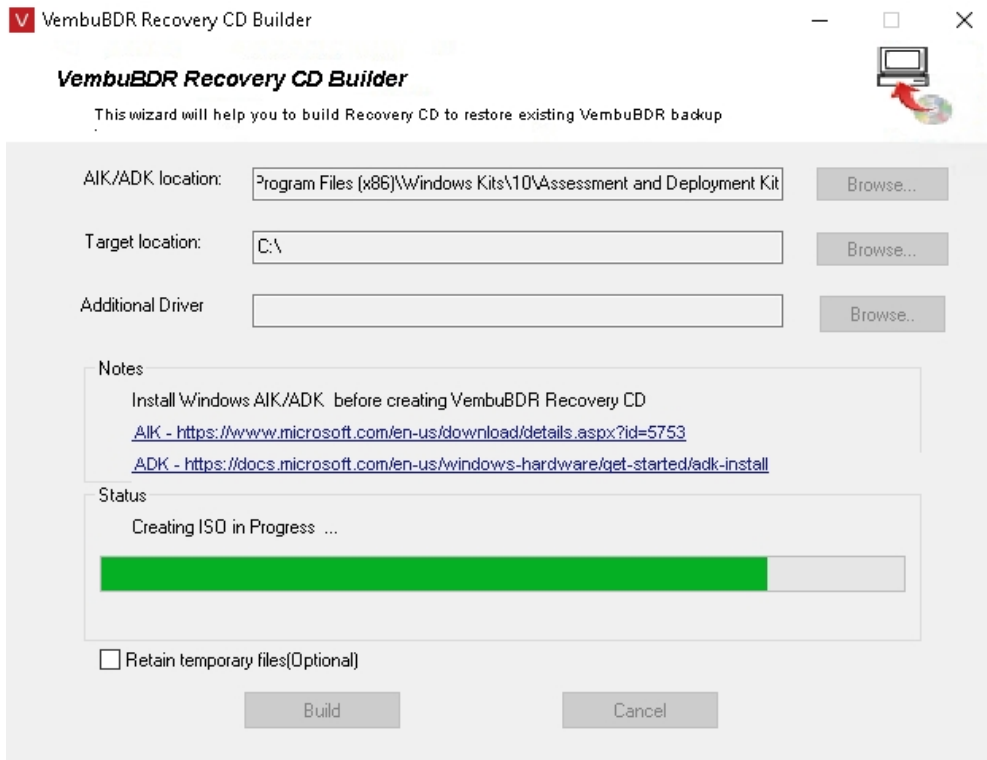 V VembuBDR Recovery CD Builder
VembuBDR Recovery CD Builder
This wizard will help you to build Recovery CD to restore existing VembuBDR backup
.
AIK/ADK location: Program Files (x86)\Windows Kits\10\Assessment and Deployment Kit Browse...
Target location: C:\ Browse...
Additional Driver Browse..
Notes
Install Windows AIK/ADK before creating VembuBDR Recovery CD
AIK - https://www.microsoft.com/en-us/download/details.aspx?id=5753
ADK - https://docs.microsoft.com/en-us/windows-hardware/get-started/adk-install
Status
Creating ISO in Progress ...
Retain temporary files(Optional)
Build Cancel